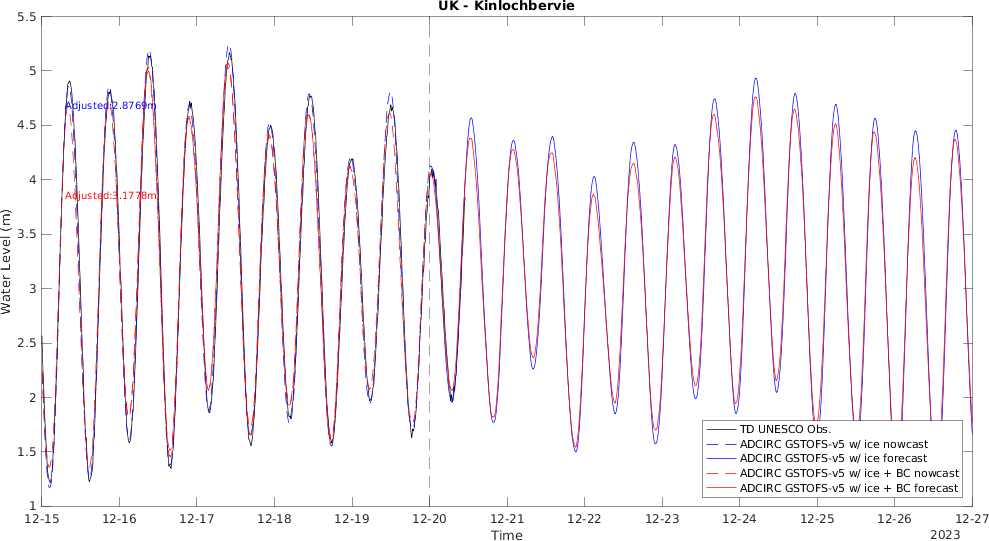 UK - Kinlochbervie
5.5
5
4.5
4
3.5
3
2.5
2
1.5
1
Water Level (m)
Adjusted:2.8769m
Adjusted:3.1778m
TD UNESCO Obs.
ADCIRC GSTOFS-v5 w/ ice nowcast
ADCIRC GSTOFS-v5 w/ ice forecast
ADCIRC GSTOFS-v5 w/ ice + BC nowcast
ADCIRC GSTOFS-v5 w/ ice + BC forecast
12-15 12-16 12-17 12-18 12-19 12-20 12-21 12-22 12-23 12-24 12-25 12-26 12-27
Time
2023